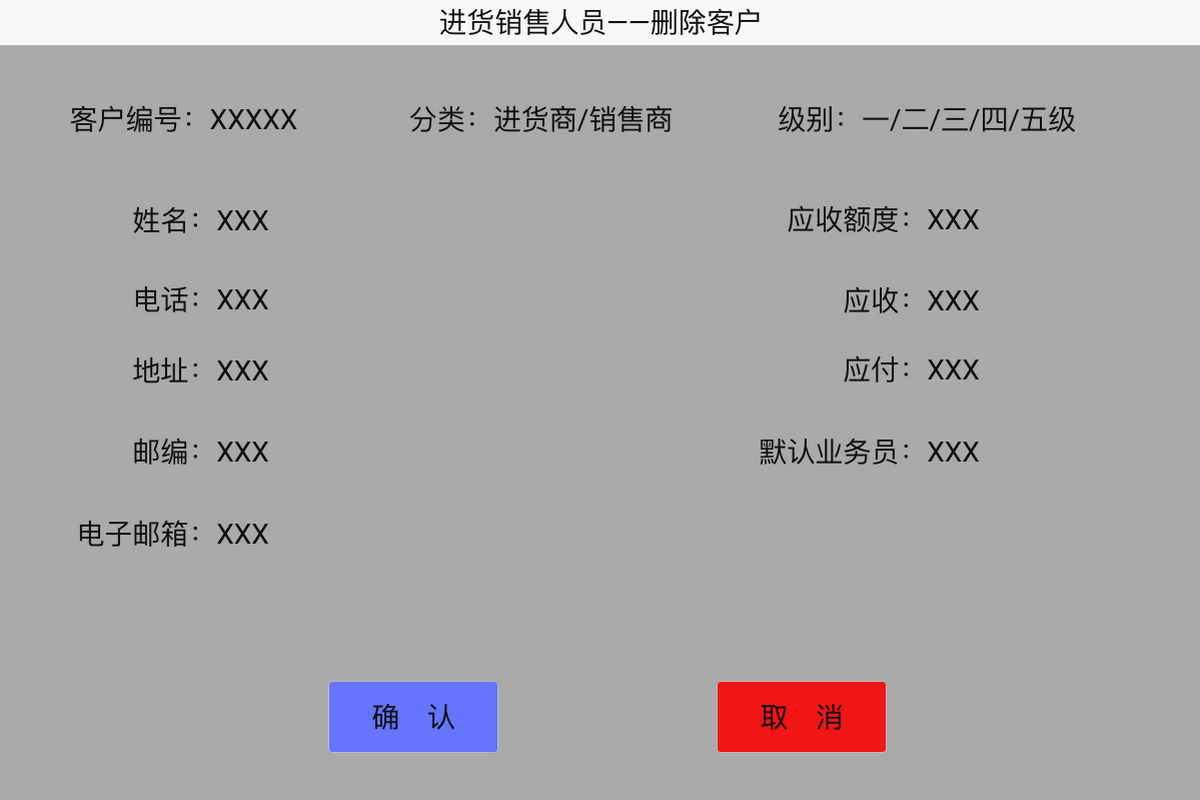 进货销售人员——删除客户
客户编号：XXXXX 分类：进货商/销售商 级别：一/二/三/四/五级
姓名：XXX 应收额度：XXX
电话：XXX 应收：XXX
地址：XXX 应付：XXX
邮编：XXX 默认业务员：XXX
电子邮箱：XXX
确 认 取 消